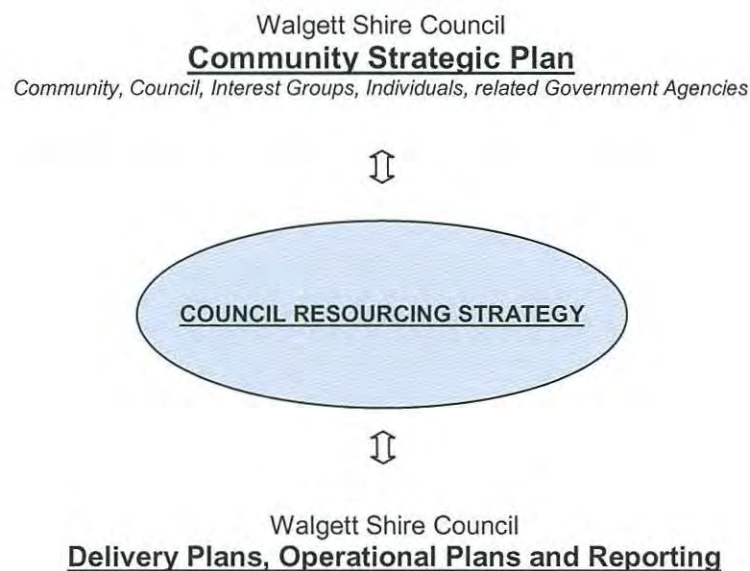 Walgett Shire Council
Community Strategic Plan
Community, Council, Interest Groups, Individuals, related Government Agencies
COUNCIL RESOURCING STRATEGY
Walgett Shire Council
Delivery Plans, Operational Plans and Reporting